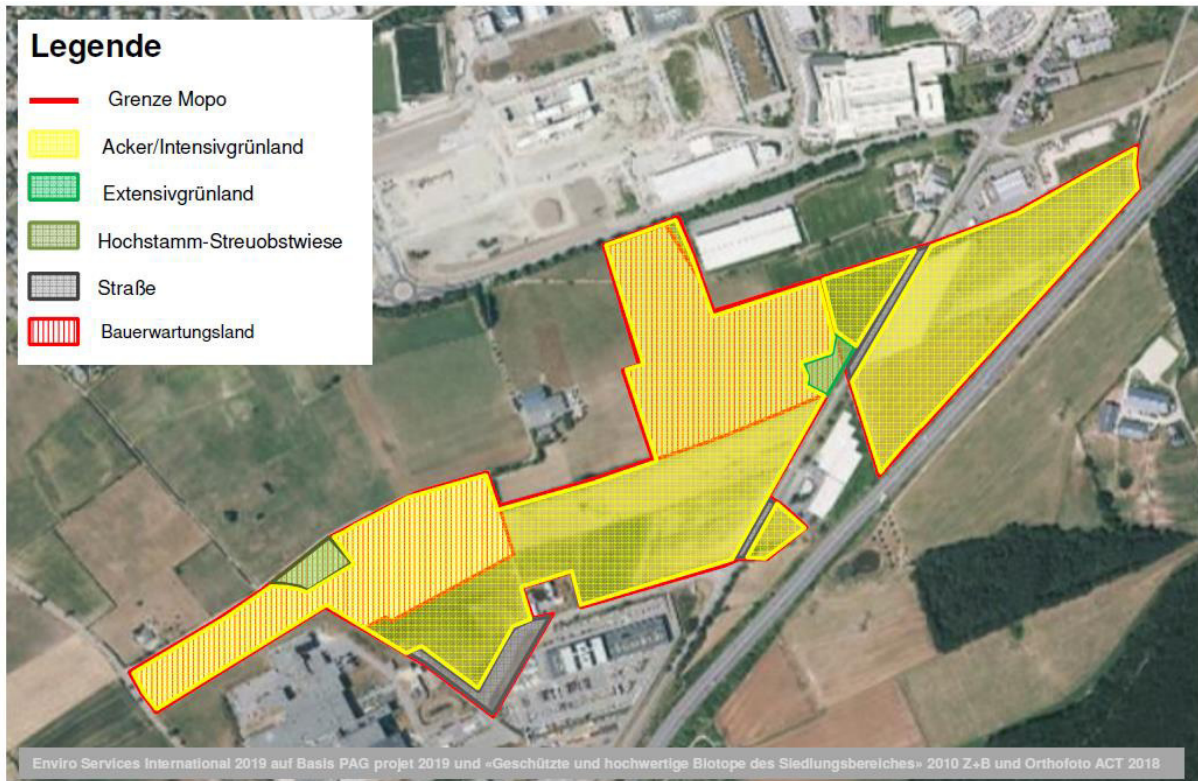 Legende
Grenze Mopo
Acker/Intensivgrünland
Extensivgrünland
Hochstamm-Streuobstwiese
Straße
Bauerwartungsland
Enviro Services International 2019 auf Basis PAG projet 2019 und «Geschützte und hochwertige Biotope des Siedlungsbereiches» 2010 Z+B und Orthofoto ACT 2018